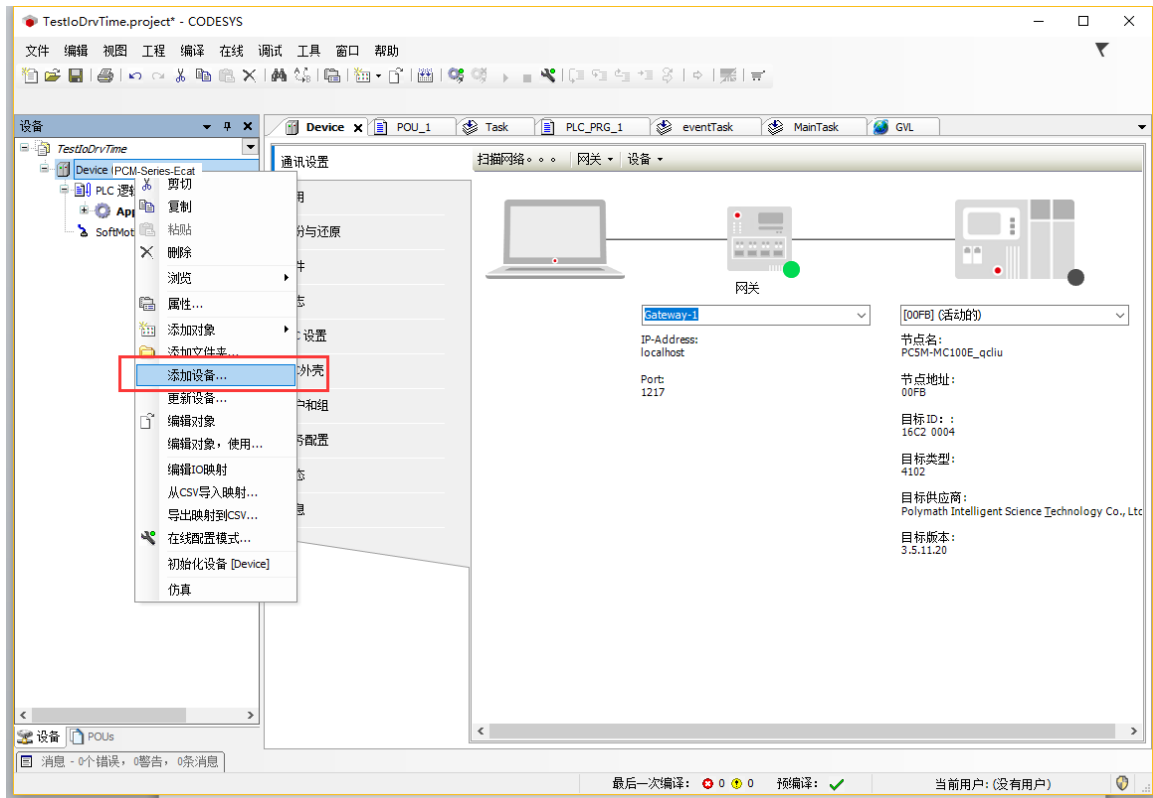 TestIoDrvTime.project* - CODESYS
文件 编辑 视图 工程 编译 在线 调试 工具 窗口 帮助
设备
Device
POU_1
Task
PLC_PRG_1
eventTask
MainTask
GVL
TestIoDrvTime
Device (PCM-Series-Ecat
PLC 逻辑
App
SoftMot
剪切
复制
粘贴
删除
浏览
属性...
添加对象
添加文件夹...
添加设备...
更新设备...
编辑对象
编辑对象，使用...
编辑IO映射
从CSV导入映射...
导出映射到CSV...
在线配置模式...
初始化设备 [Device]
仿真
通讯设置
用
份与还原
件
志
设置
外壳
户和组
务配置
态
息
扫描网络。。。 网关 设备
网关
Gateway-1
IP-Address:
localhost
Port:
1217
[00FB] (活动的)
节点名：
PC5M-MC100E_qcliu
节点地址：
00FB
目标ID：:
16C2 0004
目标类型：
4102
目标供应商：
Polymath Intelligent Science Technology Co., Ltc
目标版本：
3.5.11.20
设备 POUs
消息 - 0个错误，0警告，0条消息
最后一次编译： 0 0 预编译： 当前用户：(没有用户)